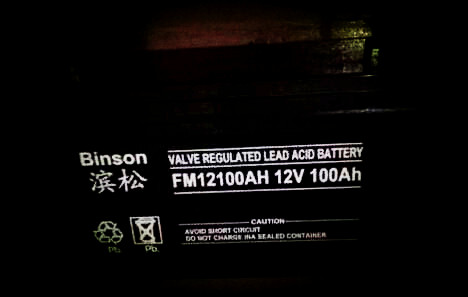 Binson
滨松
VALVE REGULATED LEAD ACID BATTERY
FM12100AH 12V 100Ah
Pb. Pb.
CAUTION
AVOID SHORT CIRCUIT
DO NOT CHARGE IN A SEALED CONTAINER